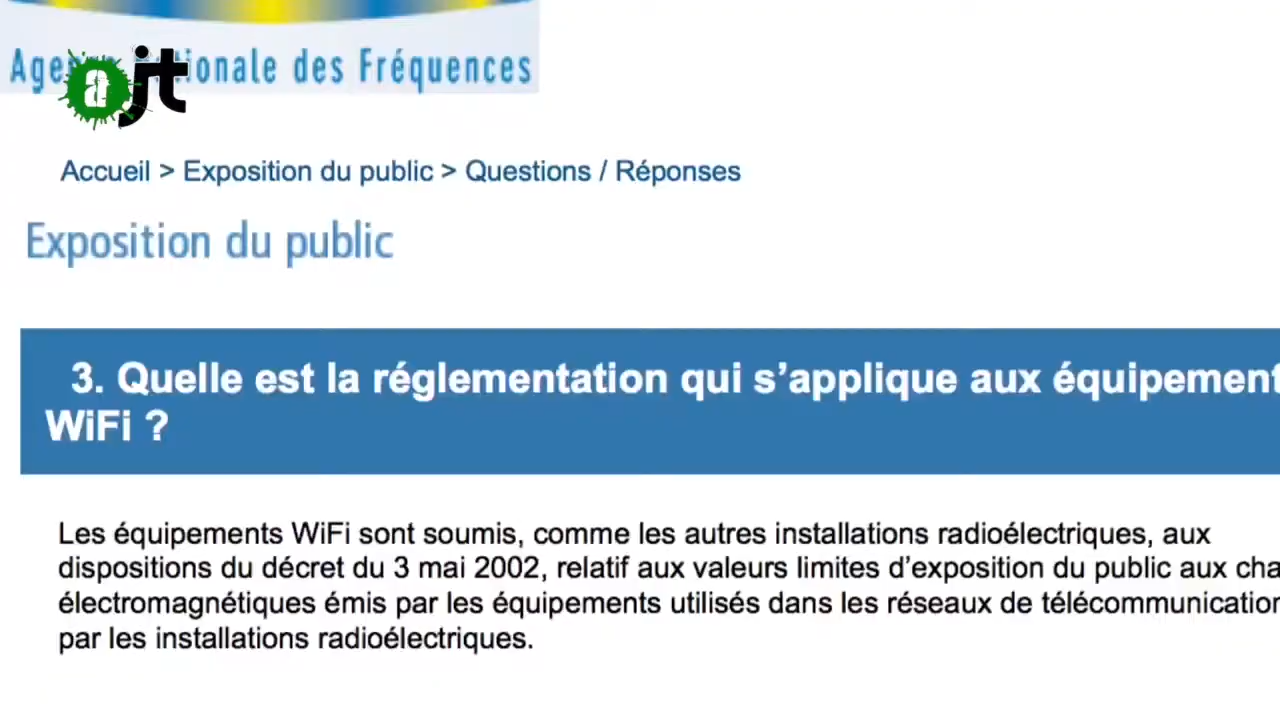 des Fréquences
ajt
Accueil > Exposition du public > Questions / Réponses
Exposition du public
3. Quelle est la réglementation qui s’applique aux équipement
WiFi ?
Les équipements WiFi sont soumis, comme les autres installations radioélectriques, aux
dispositions du décret du 3 mai 2002, relatif aux valeurs limites d’exposition du public aux cha
électromagnétiques émis par les équipements utilisés dans les réseaux de télécommunication
par les installations radioélectriques.